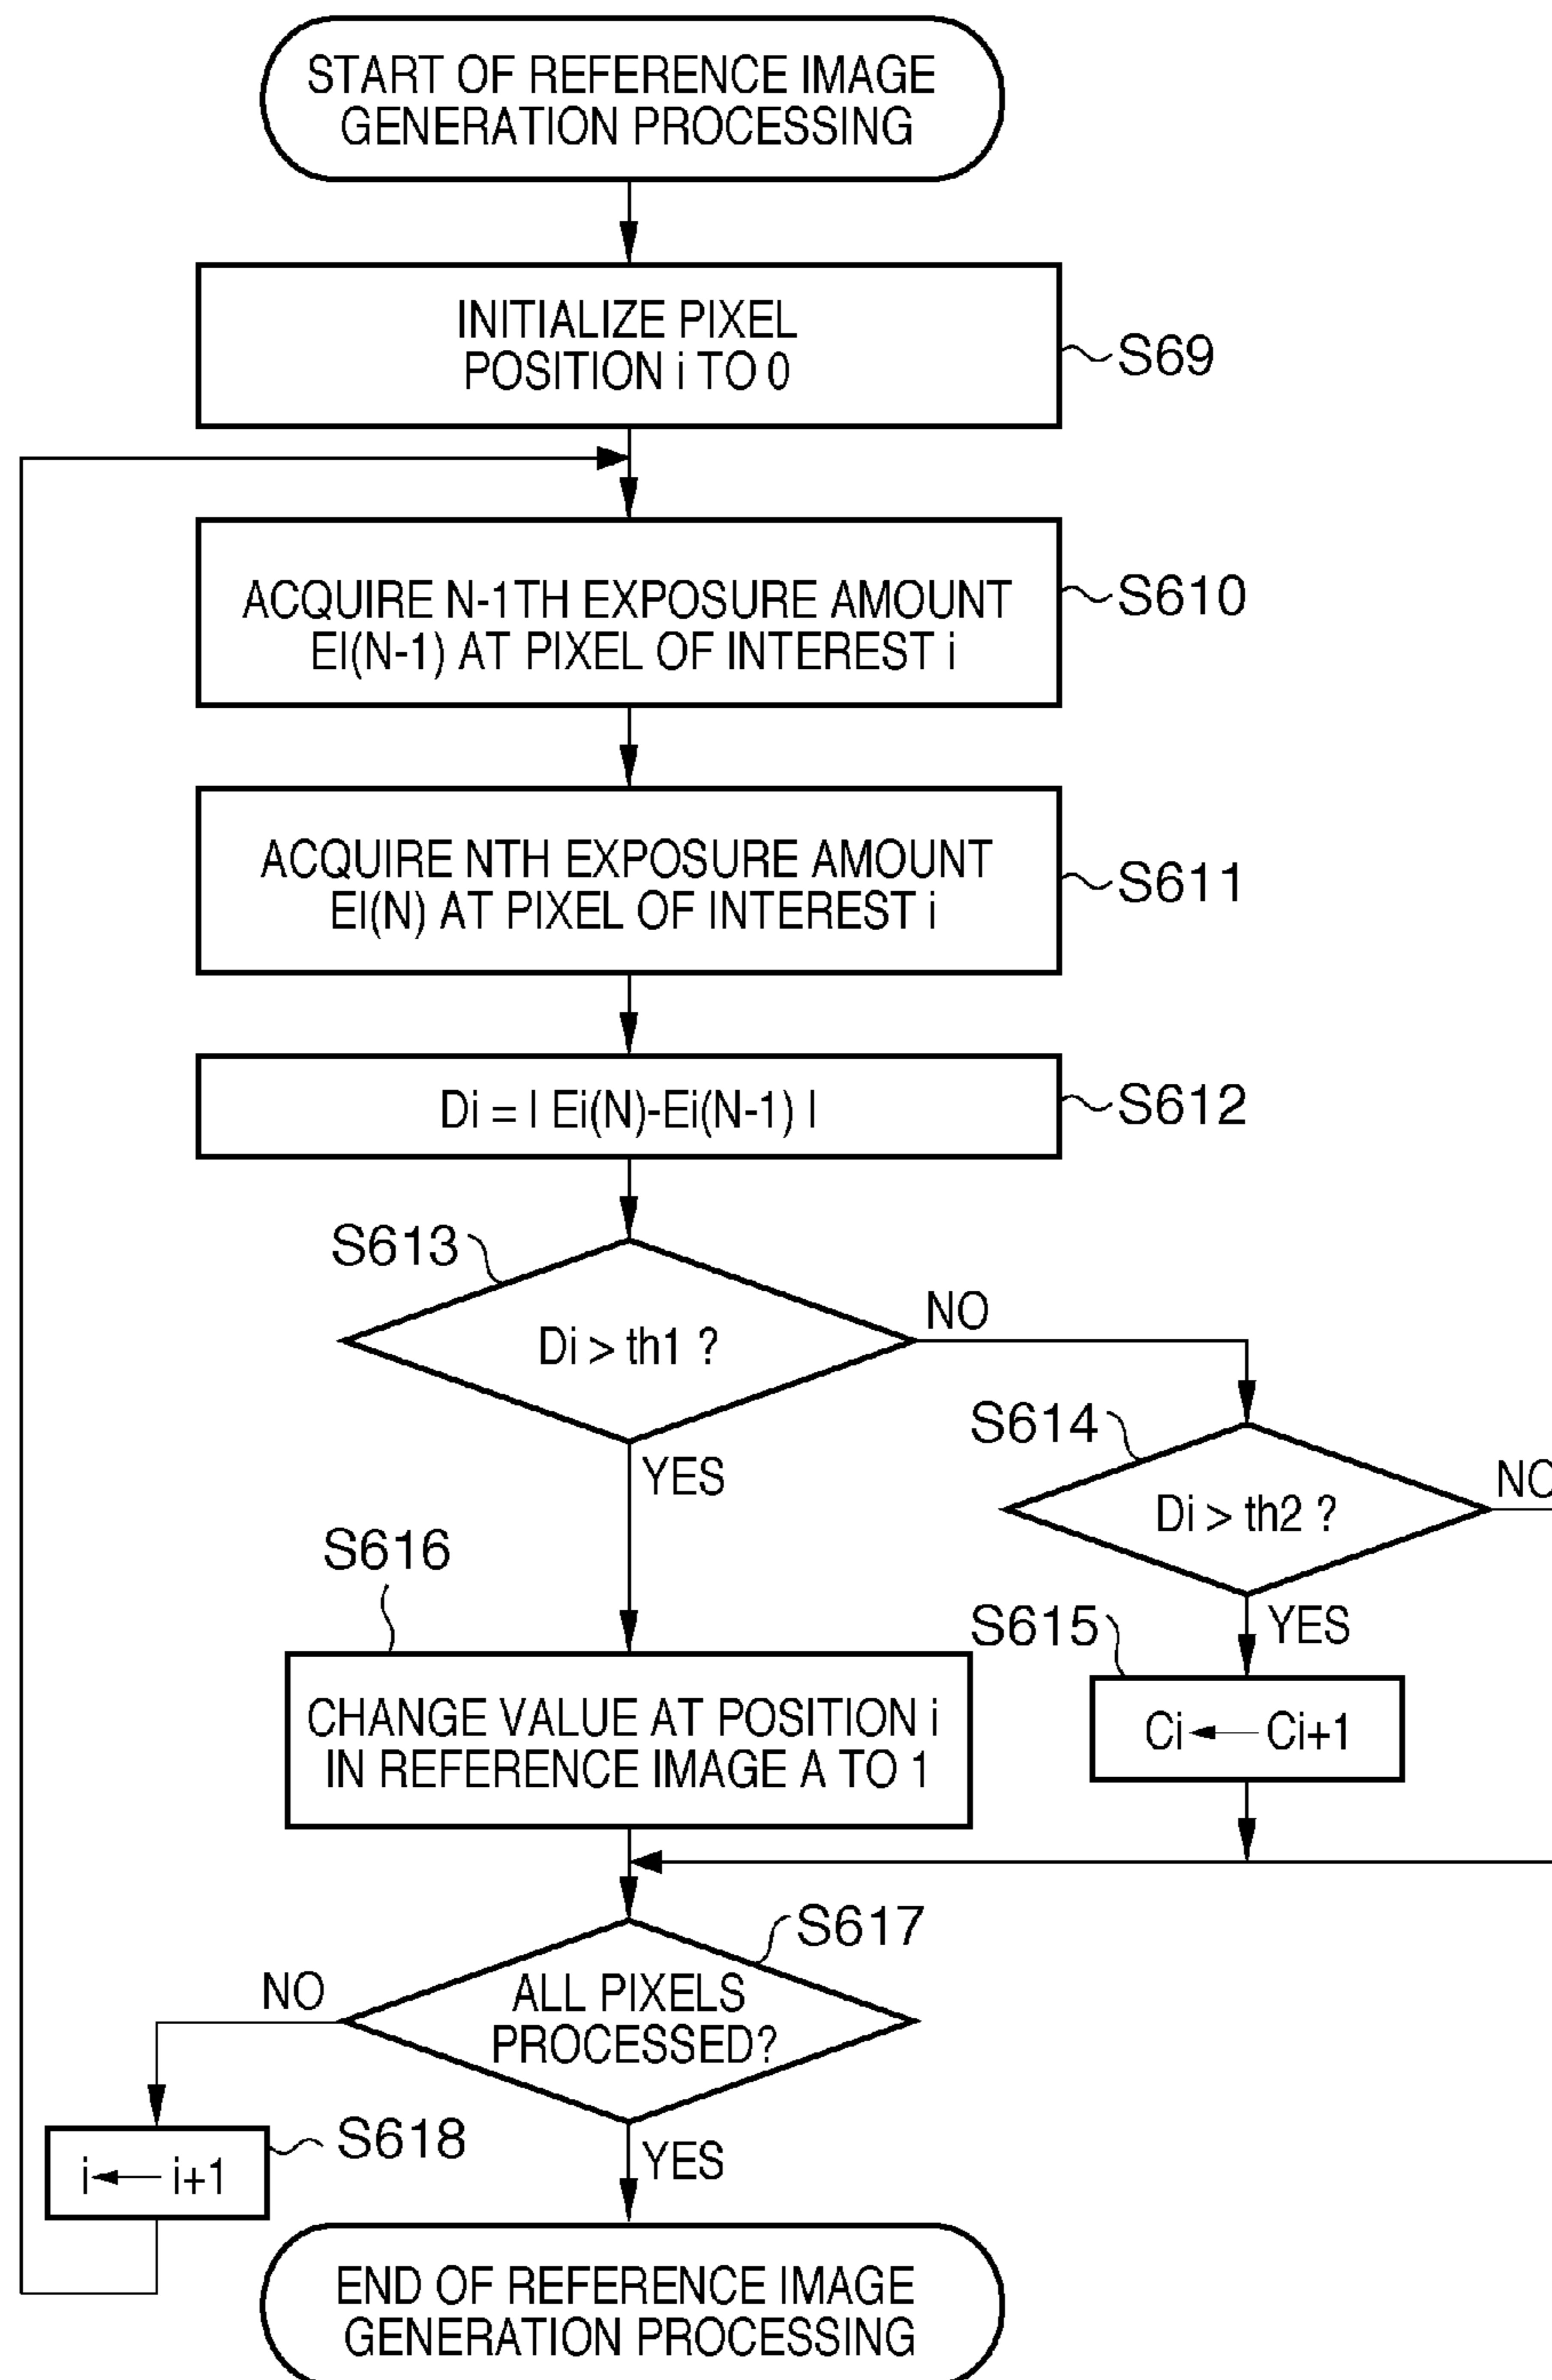 START OF REFERENCE IMAGE
GENERATION PROCESSING
INITIALIZE PIXEL
POSITION i TO 0
S69
ACQUIRE N-1TH EXPOSURE AMOUNT
EI(N-1) AT PIXEL OF INTEREST i
S610
ACQUIRE NTH EXPOSURE AMOUNT
EI(N) AT PIXEL OF INTEREST i
S611
Di = | Ei(N)-Ei(N-1) |
S612
S613
Di > th1 ?
NO
YES
S614
Di > th2 ?
NO
YES
S616
CHANGE VALUE AT POSITION i
IN REFERENCE IMAGE A TO 1
S615
Ci ← Ci+1
S617
ALL PIXELS
PROCESSED?
NO
YES
i ← i+1
S618
END OF REFERENCE IMAGE
GENERATION PROCESSING